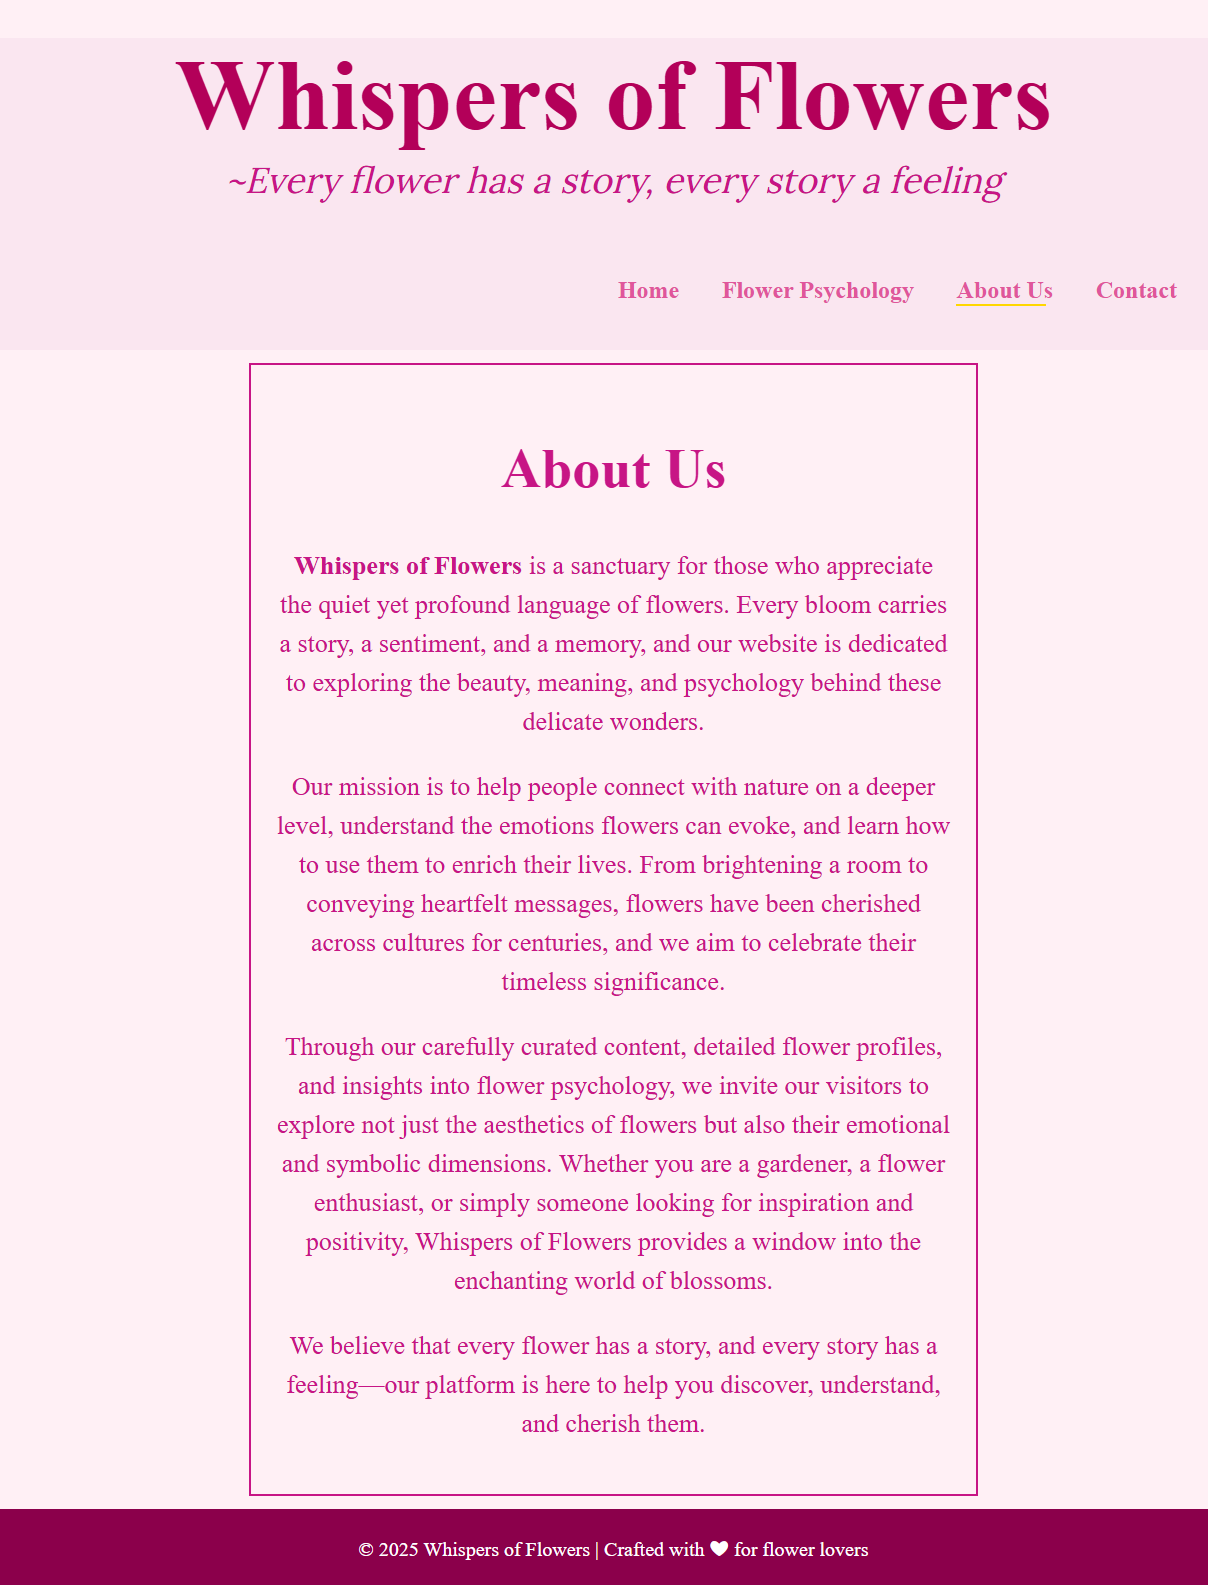 Whispers of Flowers
~Every flower has a story, every story a feeling
Home Flower Psychology About Us Contact
About Us
Whispers of Flowers is a sanctuary for those who appreciate
the quiet yet profound language of flowers. Every bloom carries
a story, a sentiment, and a memory, and our website is dedicated
to exploring the beauty, meaning, and psychology behind these
delicate wonders.
Our mission is to help people connect with nature on a deeper
level, understand the emotions flowers can evoke, and learn how
to use them to enrich their lives. From brightening a room to
conveying heartfelt messages, flowers have been cherished
across cultures for centuries, and we aim to celebrate their
timeless significance.
Through our carefully curated content, detailed flower profiles,
and insights into flower psychology, we invite our visitors to
explore not just the aesthetics of flowers but also their emotional
and symbolic dimensions. Whether you are a gardener, a flower
enthusiast, or simply someone looking for inspiration and
positivity, Whispers of Flowers provides a window into the
enchanting world of blossoms.
We believe that every flower has a story, and every story has a
feeling—our platform is here to help you discover, understand,
and cherish them.
© 2025 Whispers of Flowers | Crafted with ❤ for flower lovers